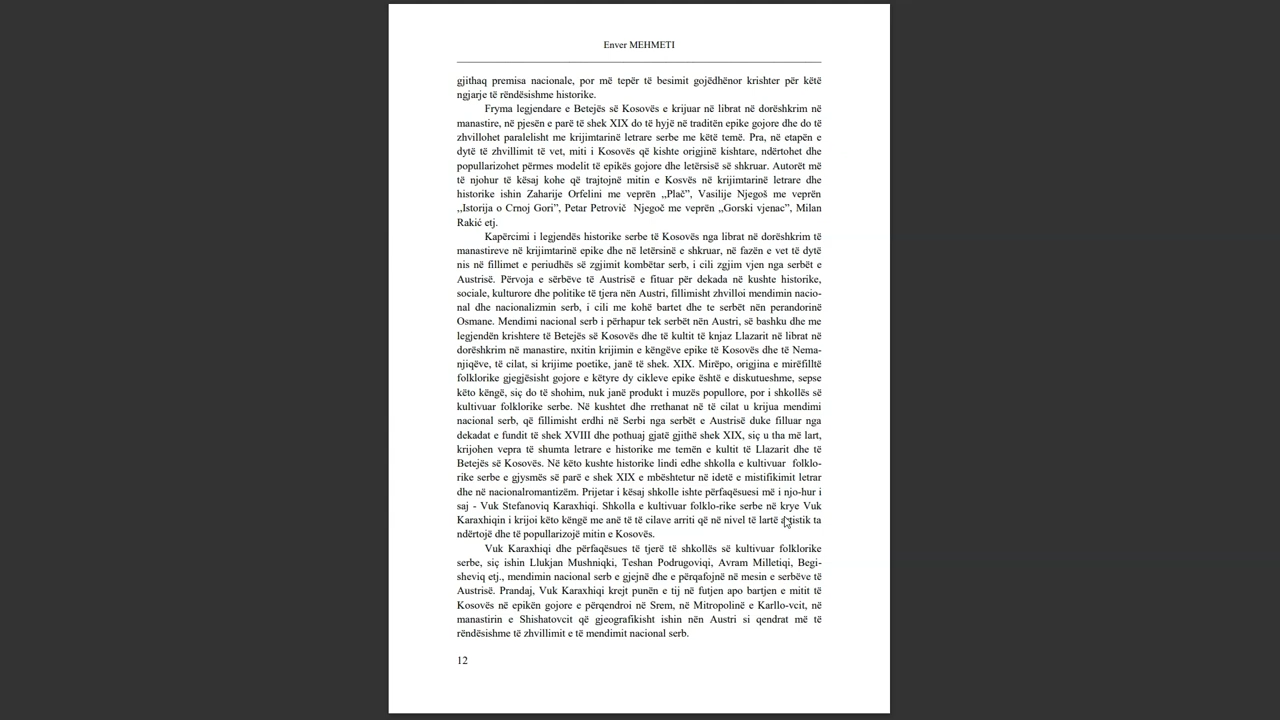 Enver MEHMETI
gjithaq premisa nacionale, por më tepër të besimit gojëdhënor krishter për këtë
ngjarje të rëndësishme historike.
Fryma legjendare e Betejës së Kosovës e krijuar në librat në dorëshkrim në
manastire, në pjesën e parë të shek XIX do të hyjë në traditën epike gojore dhe do të
zhvillohet paralelisht me krijimtarinë letrare serbe me këtë temë. Pra, në etapën e
dytë të zhvillimit të vet, miti i Kosovës që kishte origjinë kishtare, ndërtohet dhe
popullarizohet përmes modelit të epikës gojore dhe letërsisë së shkruar. Autorët më
të njohur të kësaj kohe që trajtojnë mitin e Kosvës në krijimtarinë letrare dhe
historike ishin Zaharije Orfelini me veprën ,,Plač”, Vasilije Njegoš me veprën
,,Istorija o Crnoj Gori”, Petar Petrovič  Njegoč me veprën ,,Gorski vjenac”, Milan
Rakić etj.
Kapërcimi i legjendës historike serbe të Kosovës nga librat në dorëshkrim të
manastireve në krijimtarinë epike dhe në letërsinë e shkruar, në fazën e vet të dytë
nis në fillimet e periudhës së zgjimit kombëtar serb, i cili zgjim vjen nga serbët e
Austrisë. Përvoja e sërbëve të Austrisë e fituar për dekada në kushte historike,
sociale, kulturore dhe politike të tjera nën Austri, fillimisht zhvilloi mendimin nacio-
nal dhe nacionalizmin serb, i cili me kohë bartet dhe te serbët nën perandorinë
Osmane. Mendimi nacional serb i përhapur tek serbët nën Austri, së bashku dhe me
legjendën krishtere të Betejës së Kosovës dhe të kultit të knjaz Llazarit në librat në
dorëshkrim në manastire, nxitin krijimin e këngëve epike të Kosovës dhe të Nema-
njiqëve, të cilat, si krijime poetike, janë të shek. XIX. Mirëpo, origjina e mirëfilltë
folklorike gjegjësisht gojore e këtyre dy cikleve epike është e diskutueshme, sepse
këto këngë, siç do të shohim, nuk janë produkt i muzës popullore, por i shkollës së
kultivuar folklorike serbe. Në kushtet dhe rrethanat në të cilat u krijua mendimi
nacional serb, që fillimisht erdhi në Serbi nga serbët e Austrisë duke filluar nga
dekadat e fundit të shek XVIII dhe pothuaj gjatë gjithë shek XIX, siç u tha më lart,
krijohen vepra të shumta letrare e historike me temën e kultit të Llazarit dhe të
Betejës së Kosovës. Në këto kushte historike lindi edhe shkolla e kultivuar  folklo-
rike serbe e gjysmës së parë e shek XIX e mbështetur në idetë e mistifikimit letrar
dhe në nacionalromantizëm. Prijetar i kësaj shkolle ishte përfaqësuesi më i njo-hur i
saj - Vuk Stefanoviq Karaxhiqi. Shkolla e kultivuar folklo-rike serbe në krye Vuk
Karaxhiqin i krijoi këto këngë me anë të të cilave arriti që në nivel të lartë artistik ta
ndërtojë dhe të popullarizojë mitin e Kosovës.
Vuk Karaxhiqi dhe përfaqësues të tjerë të shkollës së kultivuar folklorike
serbe, siç ishin Llukjan Mushniqki, Teshan Podrugoviqi, Avram Milletiqi, Begi-
sheviq etj., mendimin nacional serb e gjejnë dhe e përqafojnë në mesin e serbëve të
Austrisë. Prandaj, Vuk Karaxhiqi krejt punën e tij në futjen apo bartjen e mitit të
Kosovës në epikën gojore e përqendroi në Srem, në Mitropolinë e Karllo-vcit, në
manastirin e Shishatovcit që gjeografikisht ishin nën Austri si qendrat më të
rëndësishme të zhvillimit e të mendimit nacional serb.
12